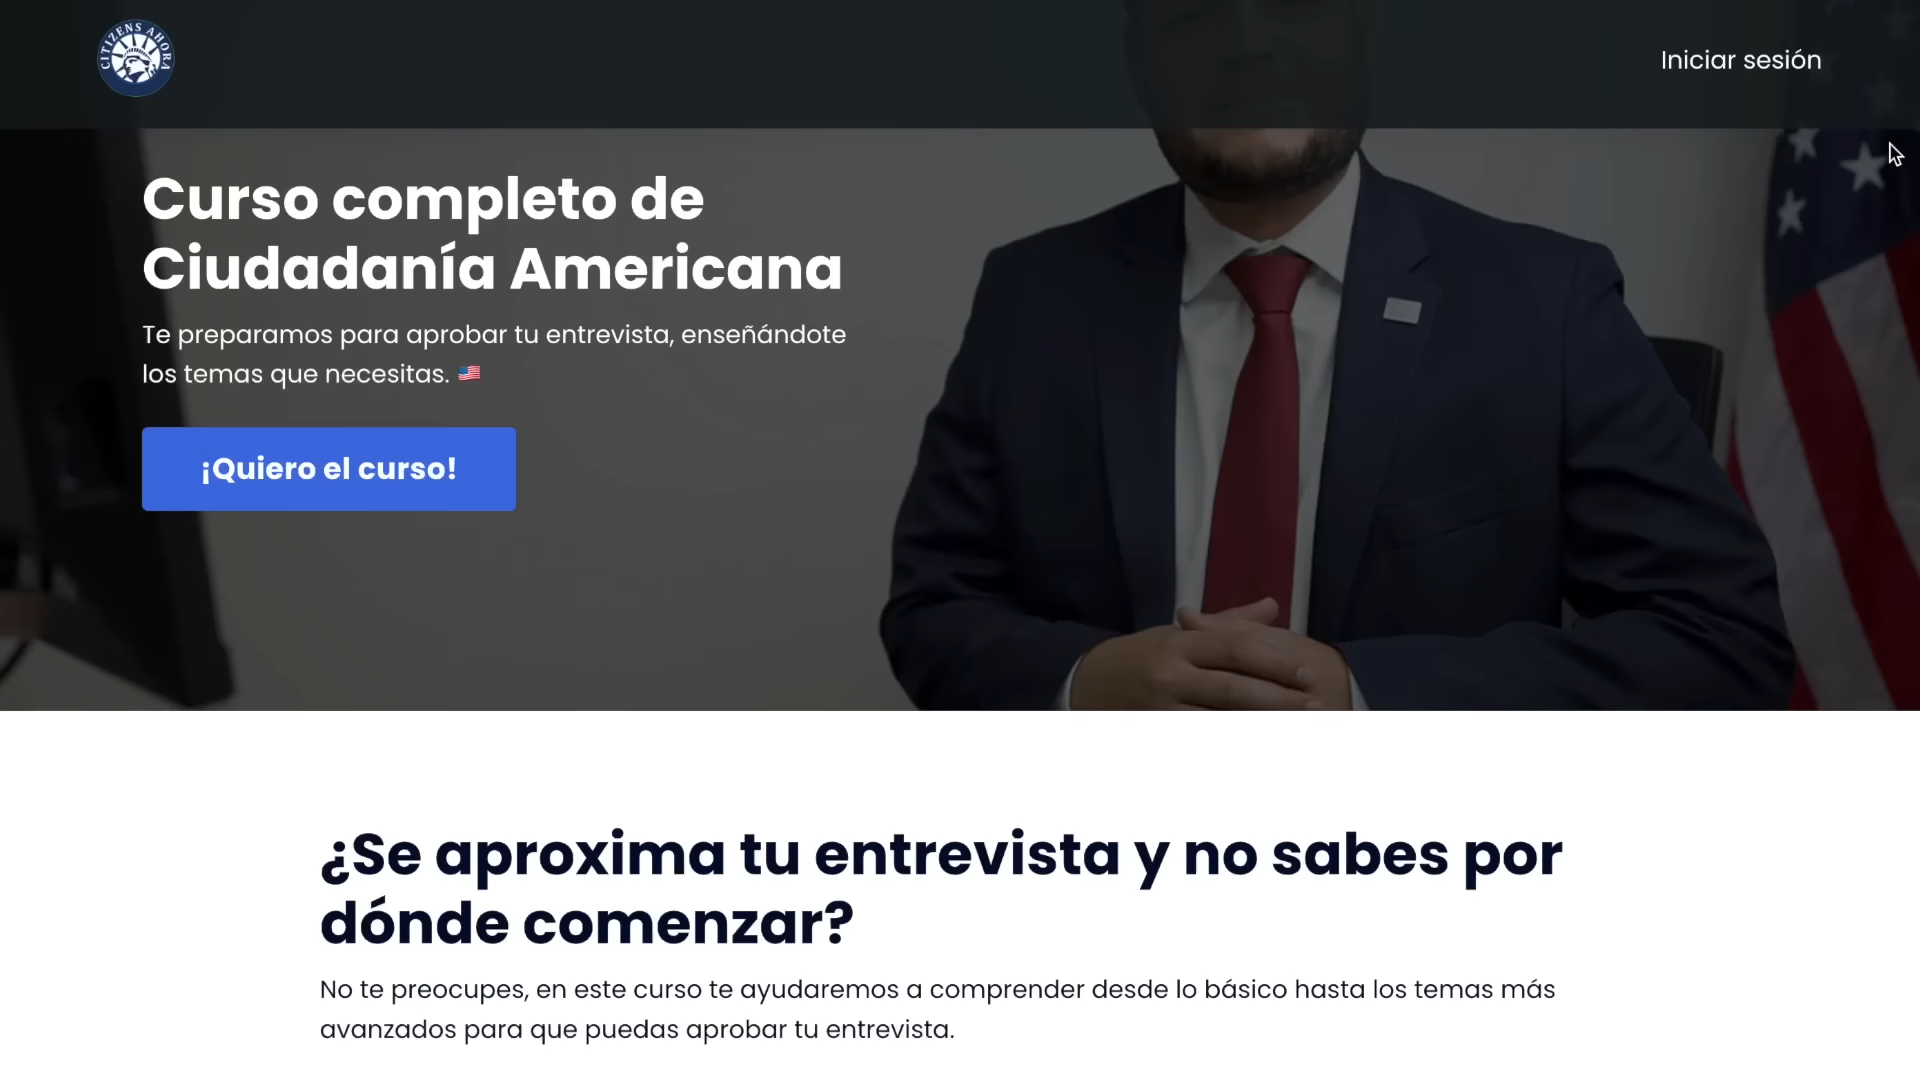 CITIZENS AHORA
Iniciar sesión
Curso completo de
Ciudadanía Americana
Te preparamos para aprobar tu entrevista, enseñándote
los temas que necesitas. 🇺🇸
¡Quiero el curso!
¿Se aproxima tu entrevista y no sabes por
dónde comenzar?
No te preocupes, en este curso te ayudaremos a comprender desde lo básico hasta los temas más
avanzados para que puedas aprobar tu entrevista.